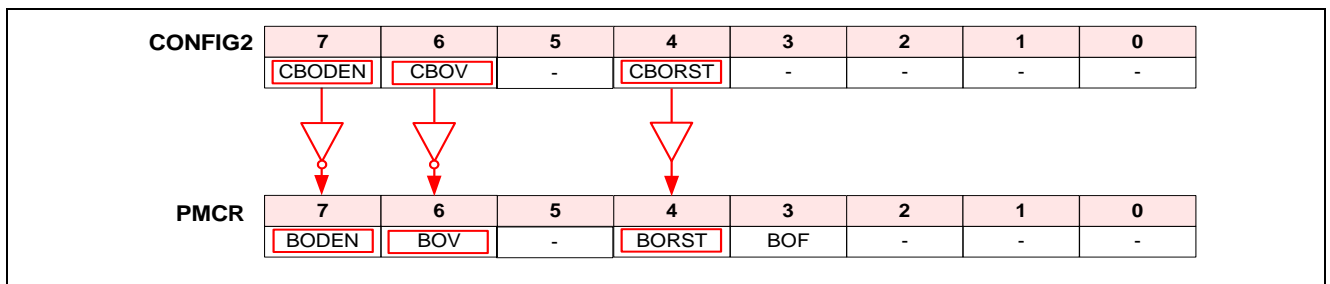 CONFIG2 7 6 5 4 3 2 1 0
CBODEN CBOV - CBORST - - - -
PMCR 7 6 5 4 3 2 1 0
BODEN BOV - BORST BOF - - -